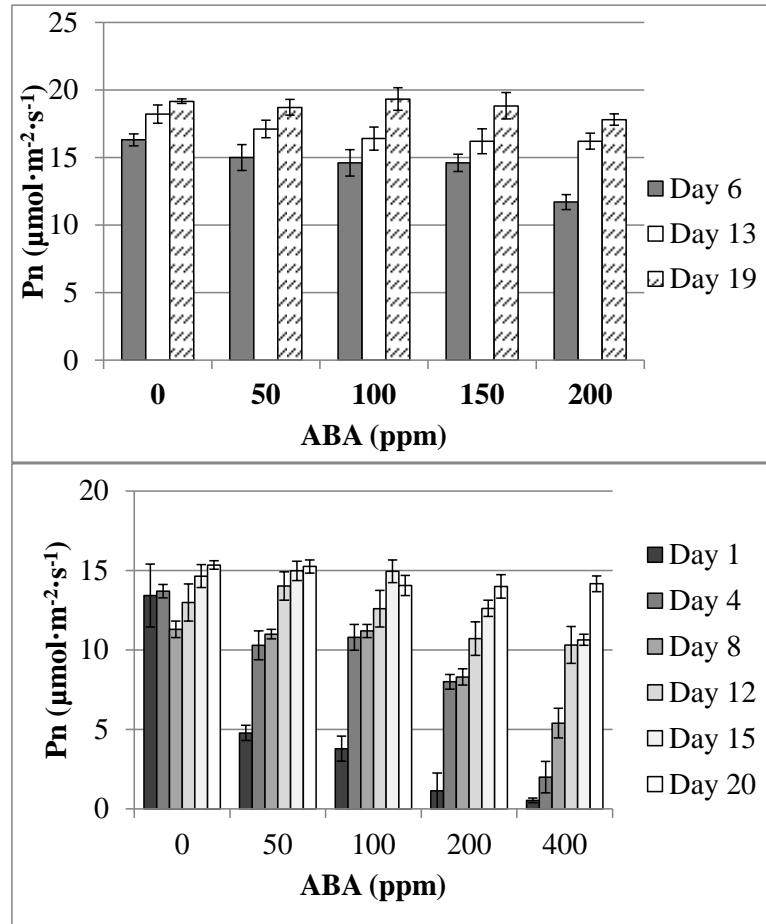 25
20
15
10
5
0
Pn (µmol·m⁻²·s⁻¹)
0 50 100 150 200
ABA (ppm)
Day 6
Day 13
Day 19
20
15
10
5
0
Pn (µmol·m⁻²·s⁻¹)
0 50 100 200 400
ABA (ppm)
Day 1
Day 4
Day 8
Day 12
Day 15
Day 20